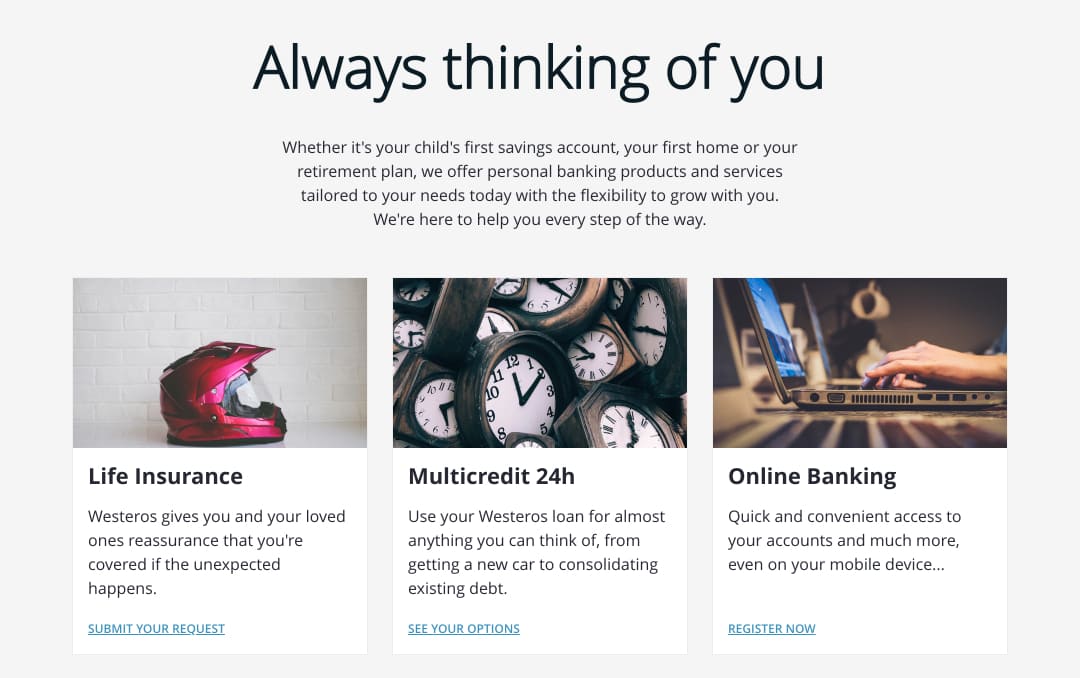 Always thinking of you
Whether it's your child's first savings account, your first home or your
retirement plan, we offer personal banking products and services
tailored to your needs today with the flexibility to grow with you.
We're here to help you every step of the way.
Life Insurance
Westeros gives you and your loved
ones reassurance that you're
covered if the unexpected
happens.
SUBMIT YOUR REQUEST
Multicredit 24h
Use your Westeros loan for almost
anything you can think of, from
getting a new car to consolidating
existing debt.
SEE YOUR OPTIONS
Online Banking
Quick and convenient access to
your accounts and much more,
even on your mobile device...
REGISTER NOW